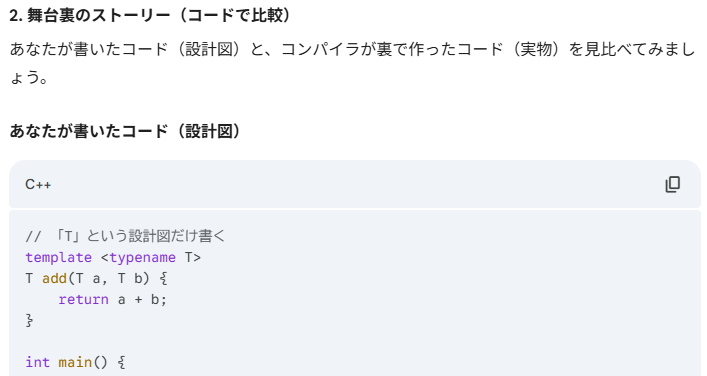 2. 舞台裏のストーリー（コードで比較）
あなたが書いたコード（設計図）と、コンパイラが裏で作ったコード（実物）を見比べてみまし
ょう。
あなたが書いたコード（設計図）
C++
// 「T」という設計図だけ書く
template <typename T>
T add(T a, T b) {
    return a + b;
}
int main() {